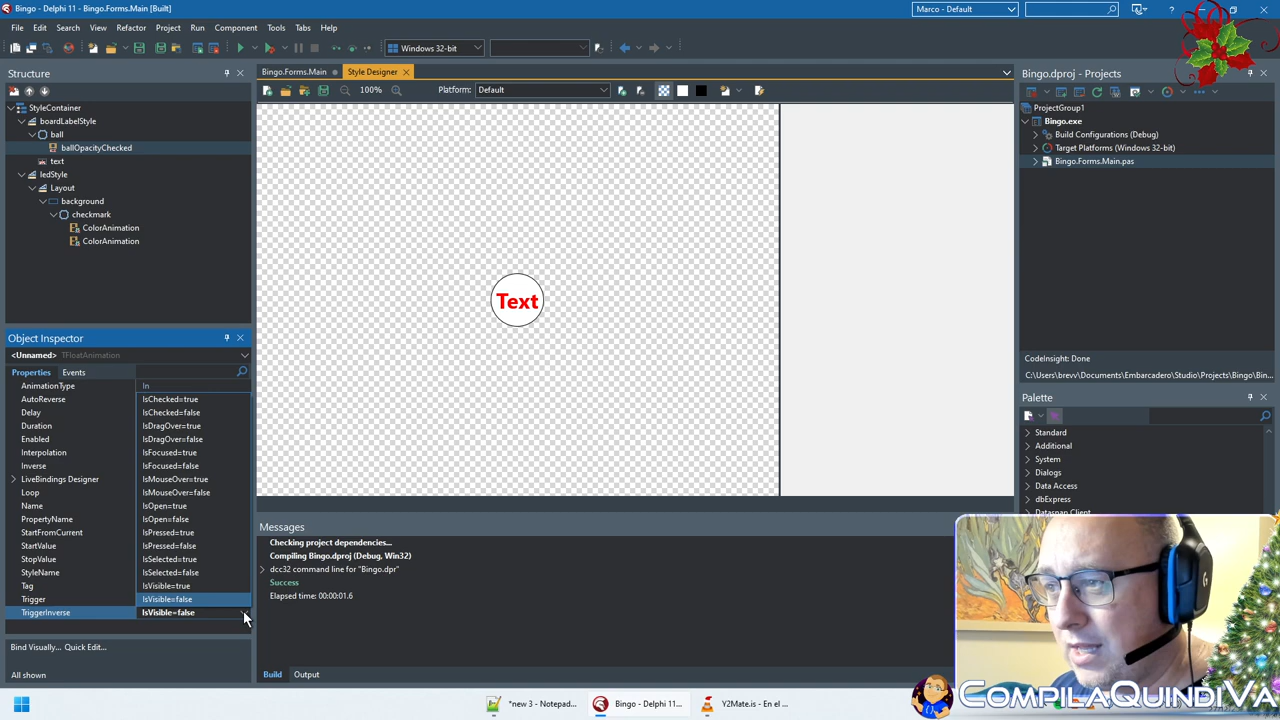 Bingo - Delphi 11 - Bingo.Forms.Main [Built]
Marco - Default
File Edit Search View Refactor Project Run Component Tools Tabs Help
Windows 32-bit
Structure
StyleContainer
boardLabelStyle
ball
ballOpacityChecked
text
ledStyle
Layout
background
checkmark
ColorAnimation
ColorAnimation
Object Inspector
<Unnamed> TFloatAnimation
Properties Events
AnimationType In
AutoReverse IsChecked=true
Delay IsChecked=false
Duration IsDragOver=true
Enabled IsDragOver=false
Interpolation IsFocused=true
Inverse IsFocused=false
LiveBindings Designer IsMouseOver=true
Loop IsMouseOver=false
Name IsOpen=true
PropertyName IsOpen=false
StartFromCurrent IsPressed=true
StartValue IsPressed=false
StopValue IsSelected=true
StyleName IsSelected=false
Tag IsVisible=true
Trigger IsVisible=false
TriggerInverse IsVisible=false
Bind Visually... Quick Edit...
All shown
Bingo.Forms.Main Style Designer
100% Platform: Default
Text
Messages
Checking project dependencies...
Compiling Bingo.dproj (Debug, Win32)
dcc32 command line for "Bingo.dpr"
Success
Elapsed time: 00:00:01.6
Build Output
Bingo.dproj - Projects
ProjectGroup1
Bingo.exe
Build Configurations (Debug)
Target Platforms (Windows 32-bit)
Bingo.Forms.Main.pas
CodeInsight: Done
C:\Users\brevv\Documents\Embarcadero\Studio\Projects\Bingo\Bin...
Palette
Standard
Additional
System
Dialogs
Data Access
dbExpress
Datasnap Client
*new 3 - Notepad... Bingo - Delphi 11... Y2Mate.is - En el ...
COMPILAQUINDIVA